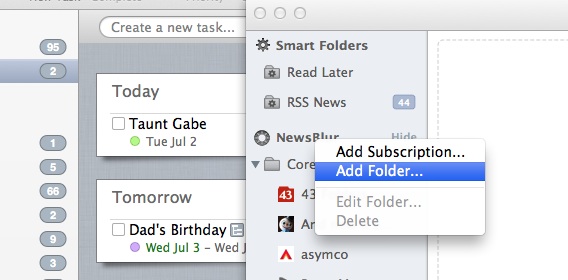 Create a new task...
95
2
1
5
66
2
9
3
Today
Taunt Gabe
Tue Jul 2
Tomorrow
Dad's Birthday
Wed Jul 3 – Wed Jul
Smart Folders
Read Later
RSS News 44
NewsBlur Hide
Core
43
asymco
Add Subscription...
Add Folder...
Edit Folder...
Delete